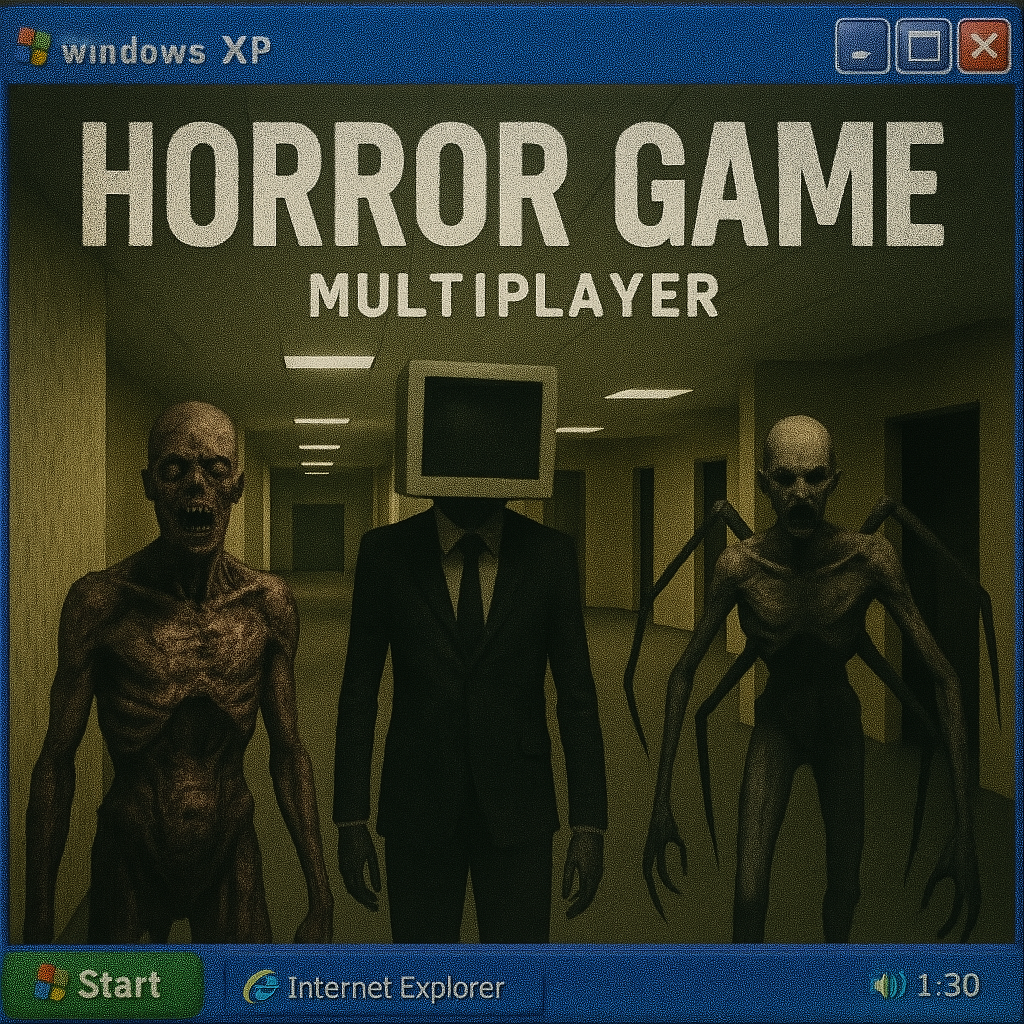 windows XP
HORROR GAME
MULTIPLAYER
Start
Internet Explorer
1:30